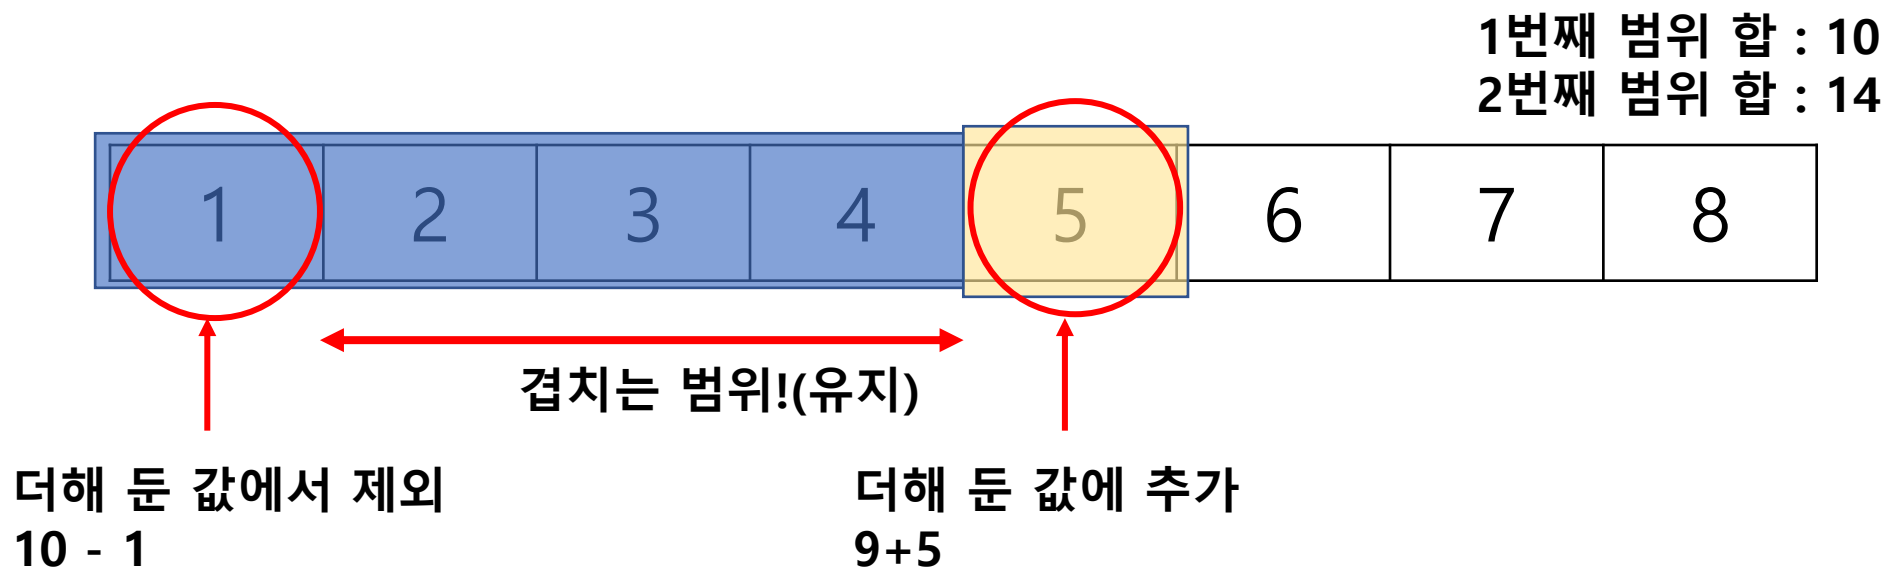 1번째 범위 합 : 10
2번째 범위 합 : 14
1 2 3 4 5 6 7 8
겹치는 범위!(유지)
더해 둔 값에서 제외
10 - 1
더해 둔 값에 추가
9+5